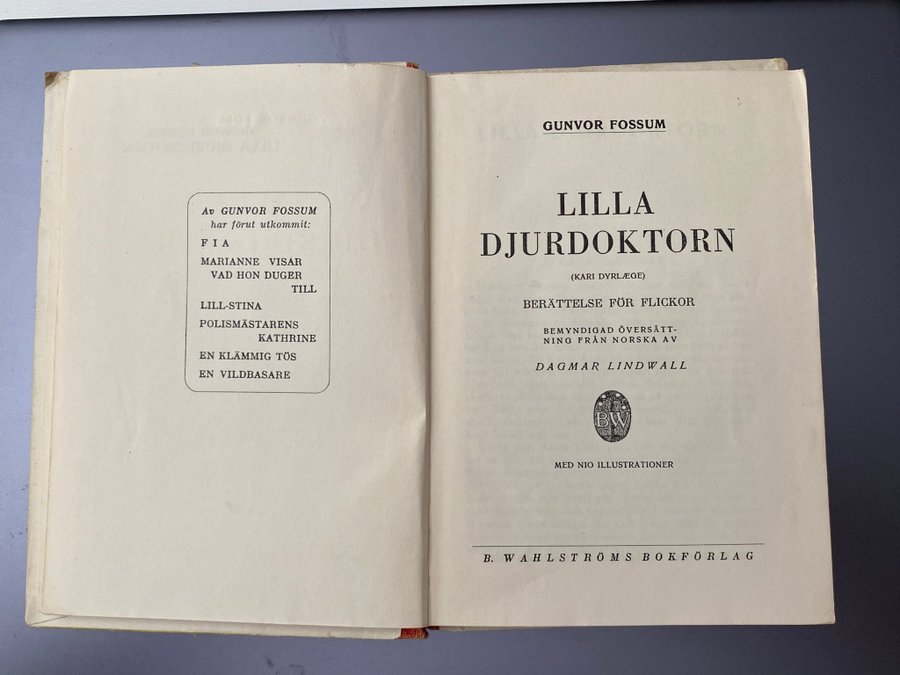 Av GUNVOR FOSSUM
har förut utkommit:
FIA
MARIANNE VISAR
VAD HON DUGER
TILL
LILL-STINA
POLISMÄSTARENS
KATHRINE
EN KLÄMMIG TÖS
EN VILDBASARE
GUNVOR FOSSUM
LILLA
DJURDOKTORN
(KARI DYRLÆGE)
BERÄTTELSE FÖR FLICKOR
BEMYNDIGAD ÖVERSÄTT-
NING FRÅN NORSKA AV
DAGMAR LINDWALL
BW
MED NIO ILLUSTRATIONER
B. WAHLSTRÖMS BOKFÖRLAG